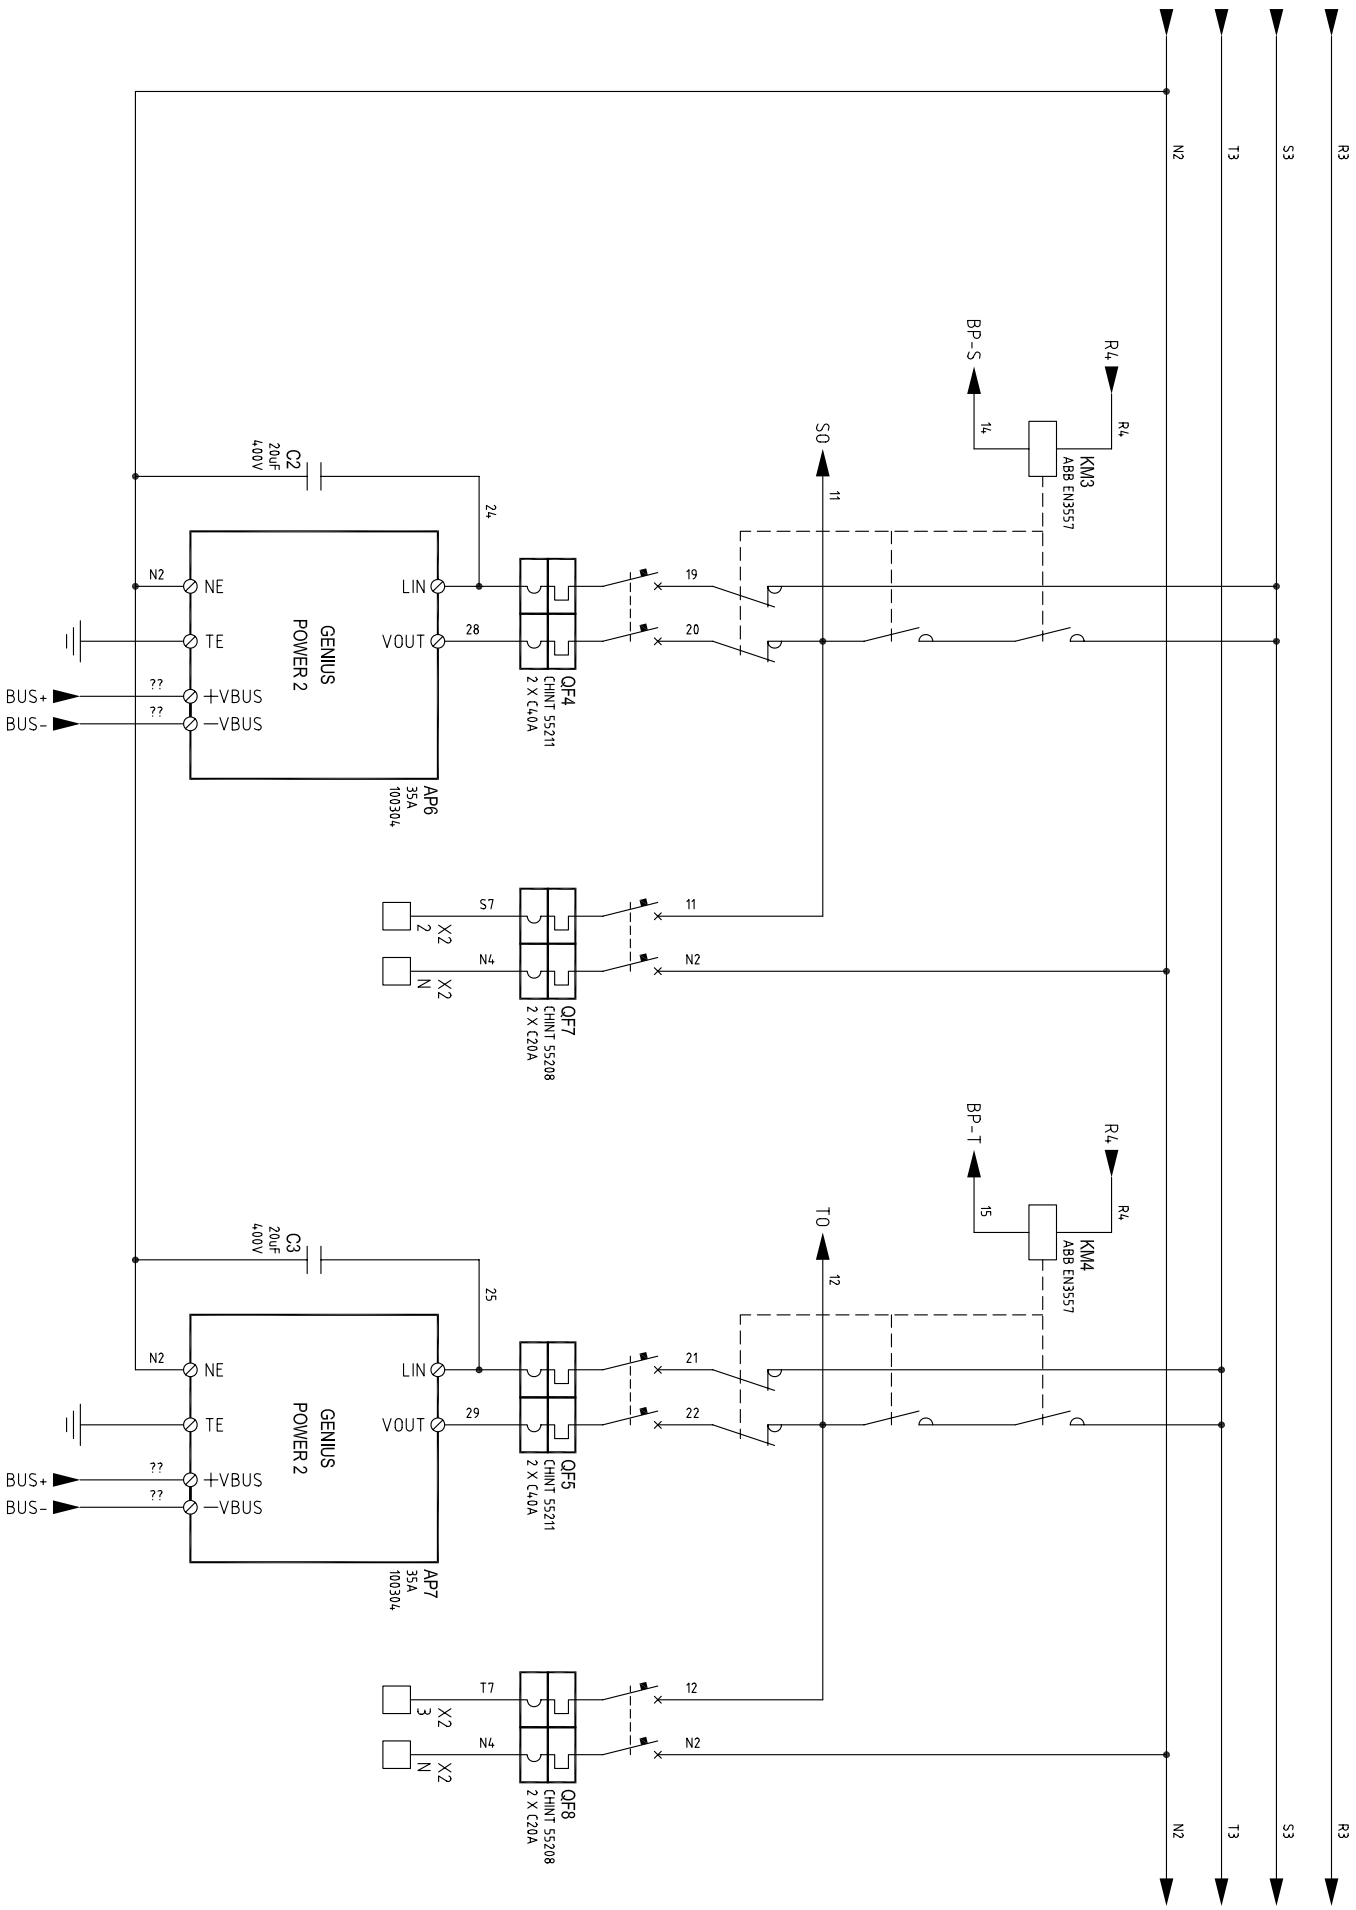 N2
T3
S3
R3
BP-S
R4
14
R4
KM3
ABB EN3557
S0
11
C2
20uF
400V
24
N2
NE
LIN
19
TE
VOUT
28
20
GENIUS
POWER 2
BUS+
??
+VBUS
BUS-
??
-VBUS
QF4
CHINT 55211
2 X C40A
AP6
35A
100304
S7
11
X2
2
N4
N2
X2
N
QF7
CHINT 55208
2 X C20A
BP-T
R4
15
R4
KM4
ABB EN3557
T0
12
C3
20uF
400V
25
N2
NE
LIN
21
TE
VOUT
29
22
GENIUS
POWER 2
BUS+
??
+VBUS
BUS-
??
-VBUS
QF5
CHINT 55211
2 X C40A
AP7
35A
100304
T7
12
X2
3
N4
N2
X2
N
QF8
CHINT 55208
2 X C20A
N2
T3
S3
R3